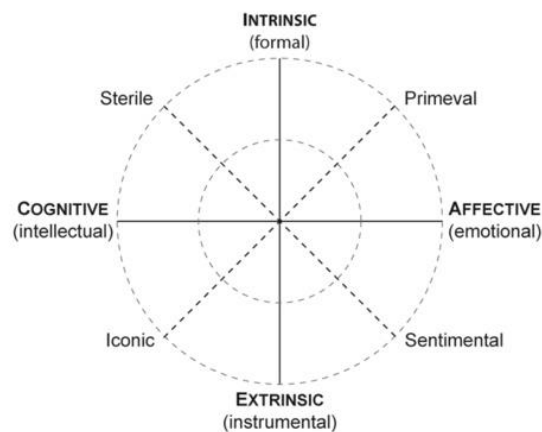 INTRINSIC
(formal)
Sterile
Primeval
COGNITIVE
(intellectual)
AFFECTIVE
(emotional)
Iconic
Sentimental
EXTRINSIC
(instrumental)